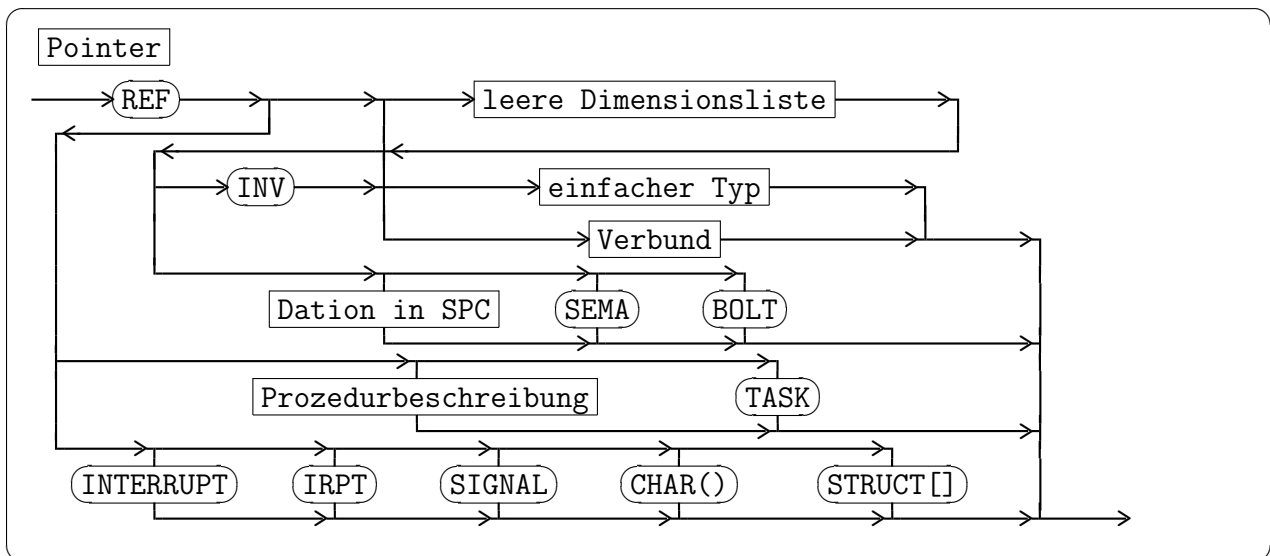 Pointer
REF leere Dimensionsliste
INV einfacher Typ
Verbund
Dation in SPC SEMA BOLT
Prozedurbeschreibung TASK
INTERRUPT IRPT SIGNAL CHAR() STRUCT[]